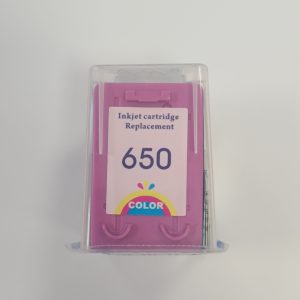 Inkjet cartridge
Replacement
650
COLOR